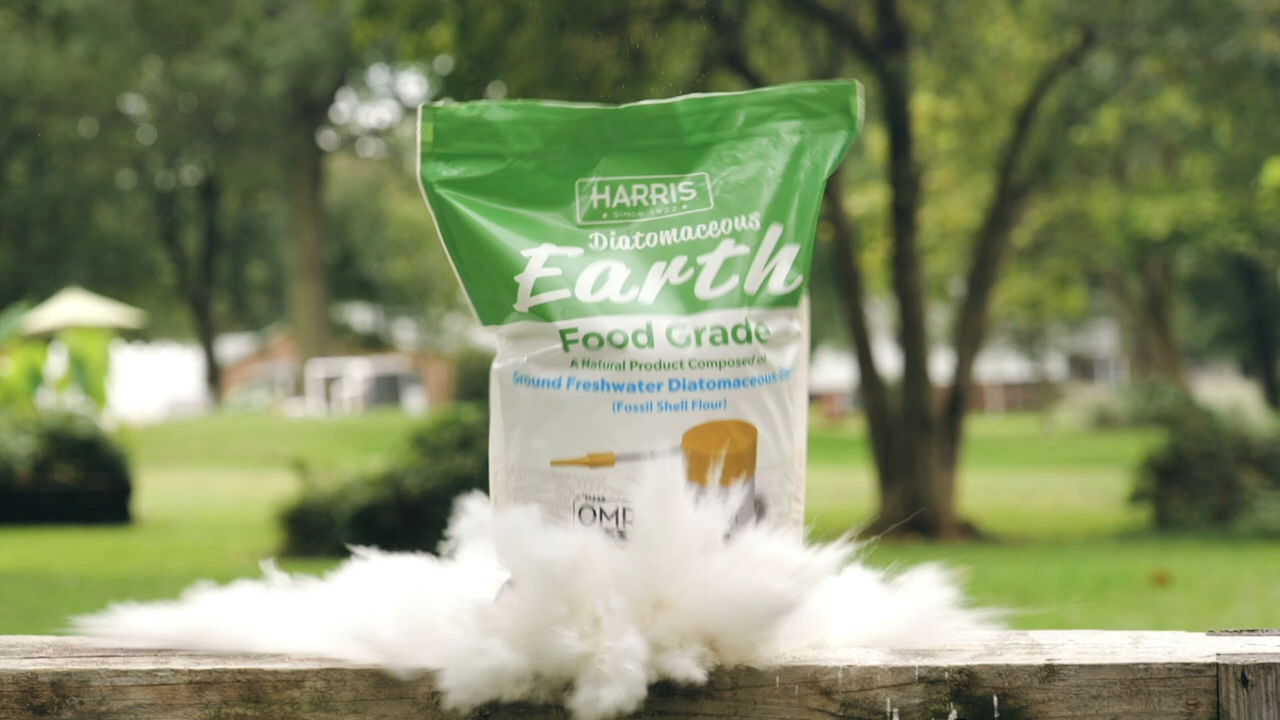 HARRIS
Since 1922
Diatomaceous
Earth
Food Grade
A Natural Product Composed of
Ground Freshwater Diatomaceous
(Fossil Shell Flour)